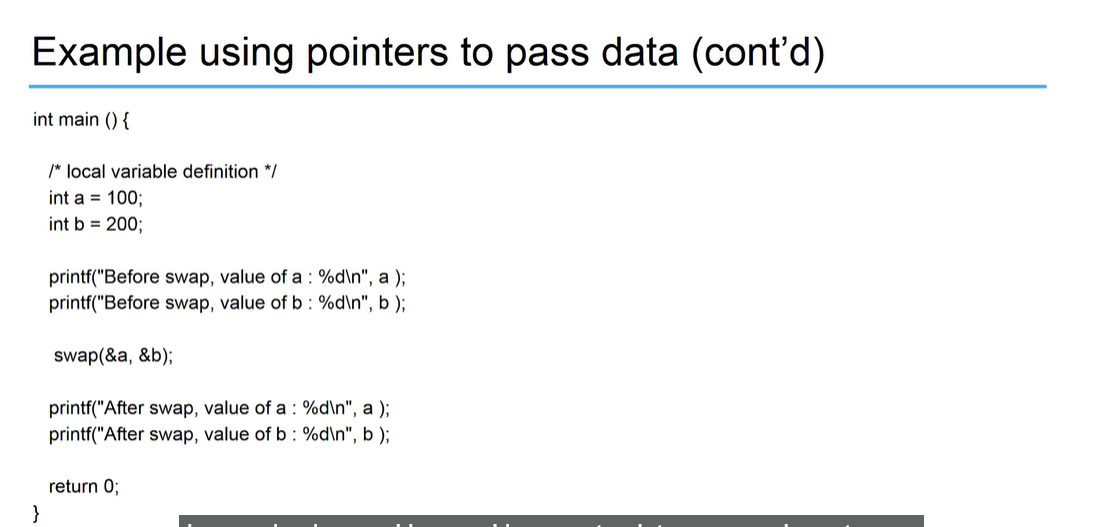 Example using pointers to pass data (cont’d)
int main () {
/* local variable definition */
int a = 100;
int b = 200;
printf("Before swap, value of a : %d\n", a );
printf("Before swap, value of b : %d\n", b );
swap(&a, &b);
printf("After swap, value of a : %d\n", a );
printf("After swap, value of b : %d\n", b );
return 0;
}